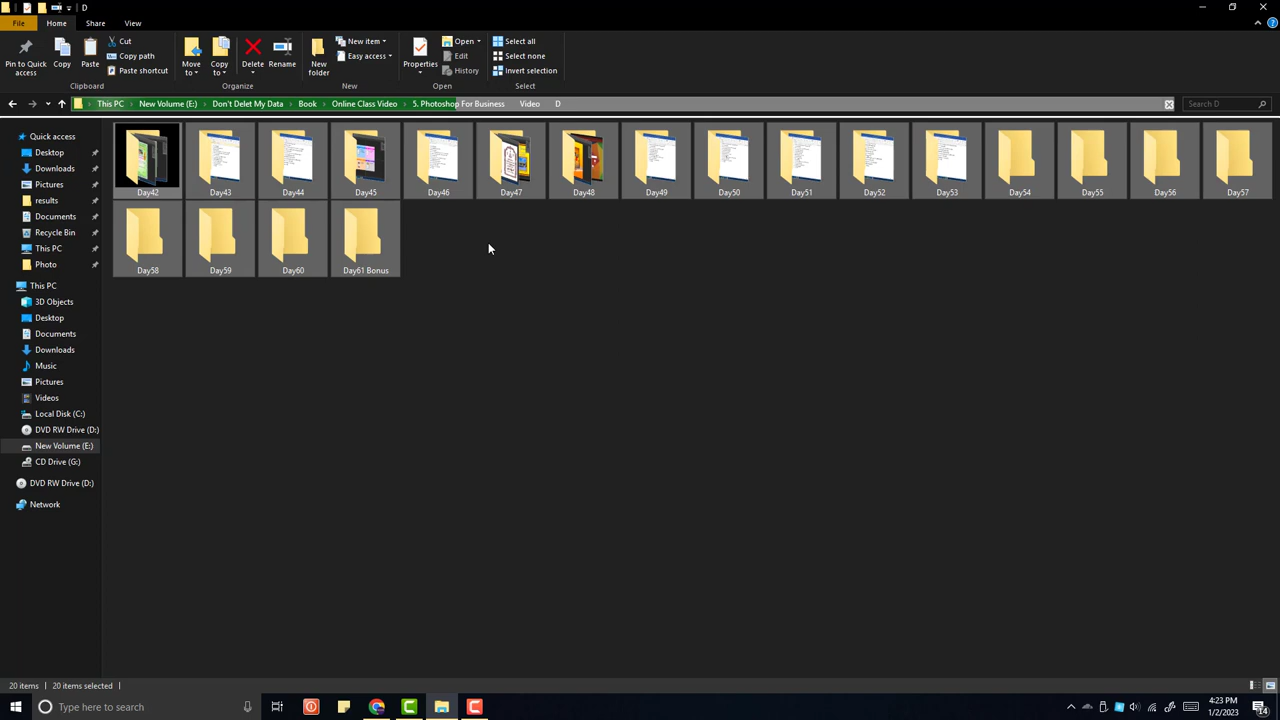 D
File Home Share View
Pin to Quick access
Copy
Paste
Cut
Copy path
Paste shortcut
Clipboard
Move to
Copy to
Delete
Rename
Organize
New folder
New item
Easy access
New
Properties
Open
Edit
History
Open
Select all
Select none
Invert selection
Select
This PC New Volume (E:) Don't Delet My Data Book Online Class Video 5. Photoshop For Business Video D
Search D
Quick access
Desktop
Downloads
Pictures
results
Documents
Recycle Bin
This PC
Photo
This PC
3D Objects
Desktop
Documents
Downloads
Music
Pictures
Videos
Local Disk (C:)
DVD RW Drive (D:)
New Volume (E:)
CD Drive (G:)
DVD RW Drive (D:)
Network
Day42 Day43 Day44 Day45 Day46 Day47 Day48 Day49 Day50 Day51 Day52 Day53 Day54 Day55 Day56 Day57
Day58 Day59 Day60 Day61 Bonus
20 items 20 items selected
Type here to search
4:23 PM
1/2/2023
14